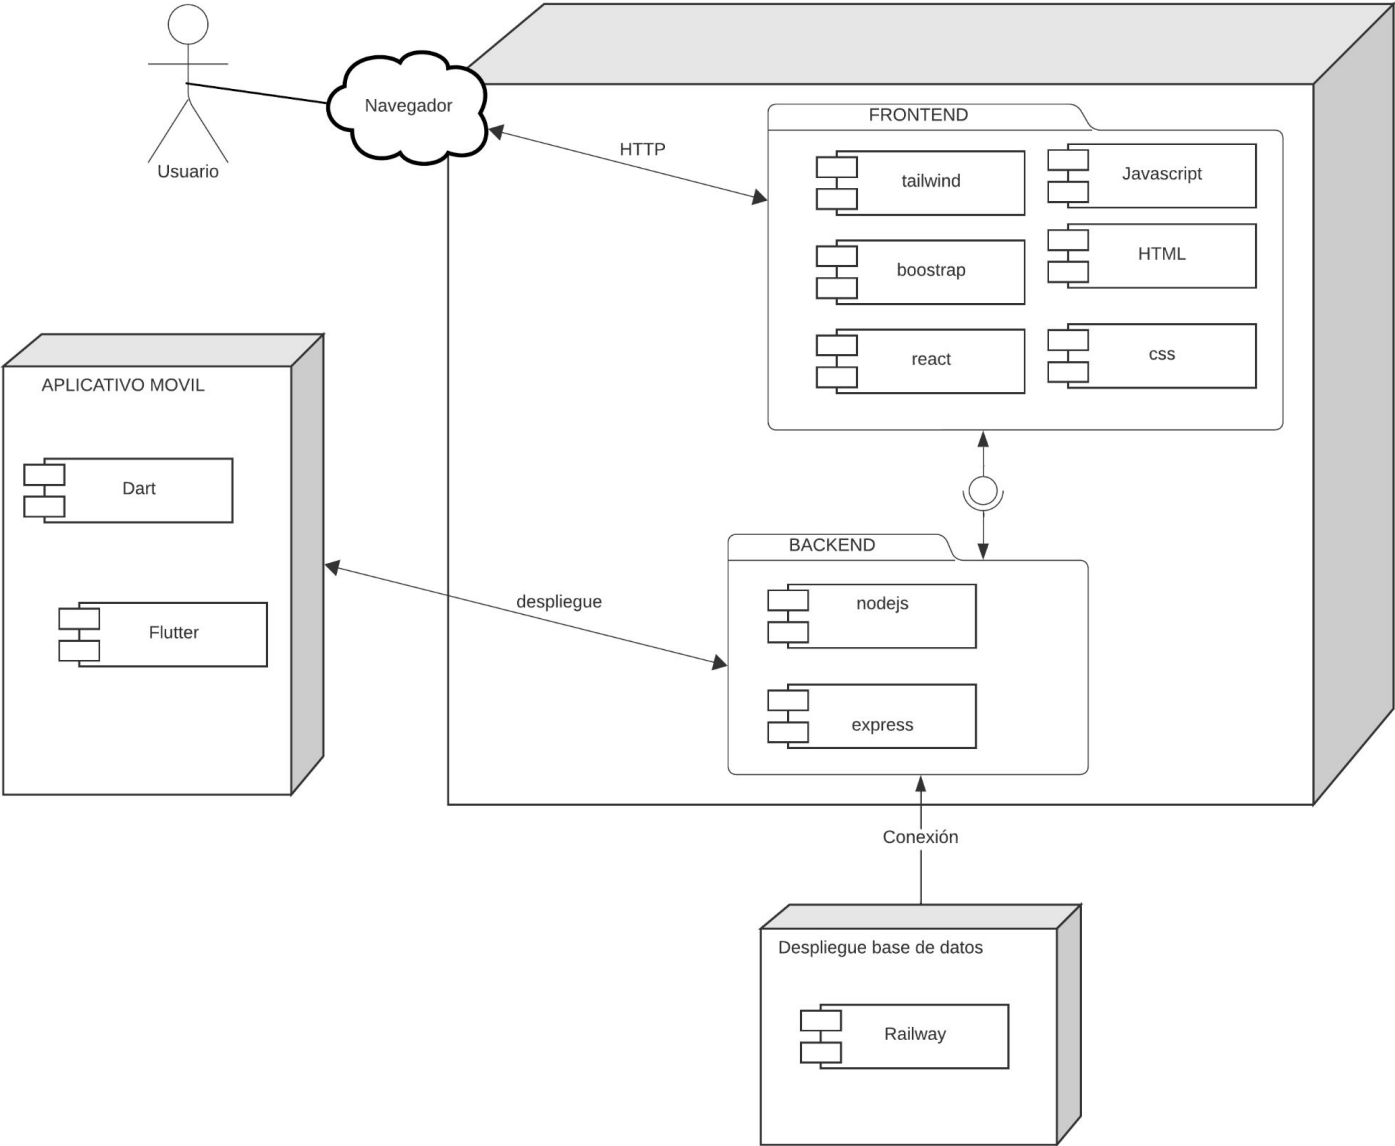 Usuario
Navegador
HTTP
FRONTEND
tailwind
Javascript
boostrap
HTML
react
css
APLICATIVO MOVIL
Dart
Flutter
despliegue
BACKEND
nodejs
express
Conexión
Despliegue base de datos
Railway